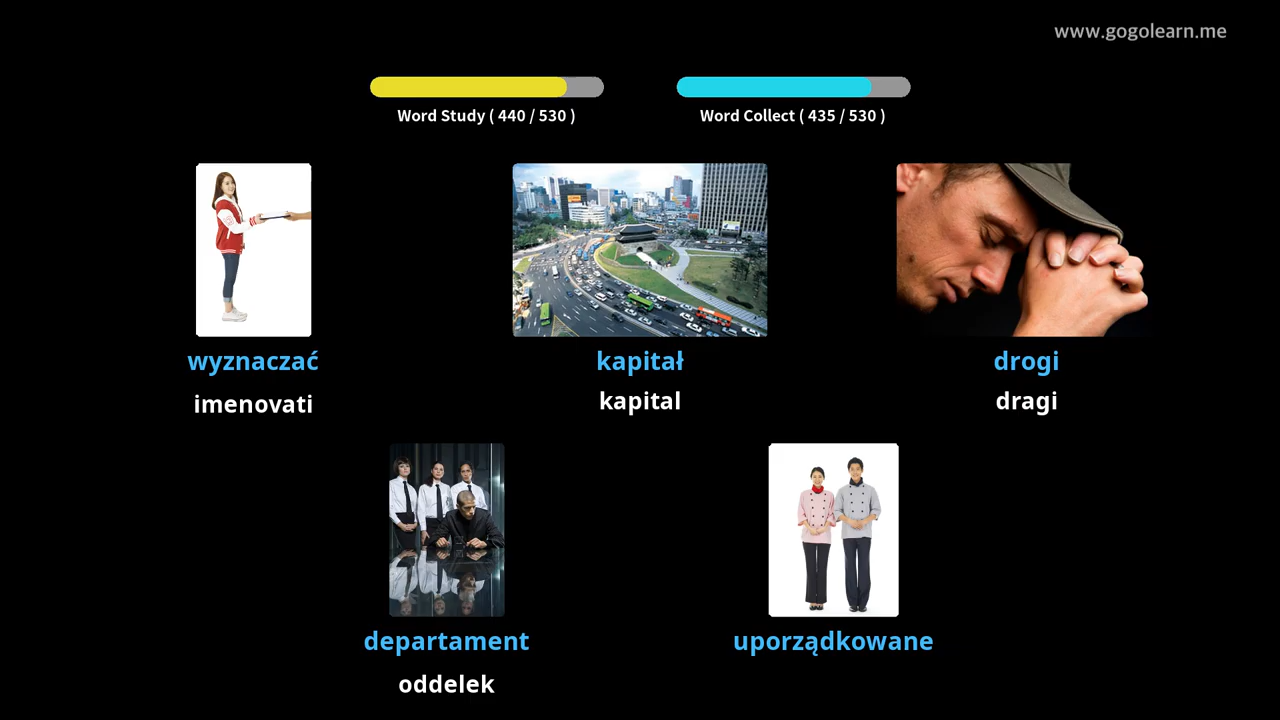 www.gogolearn.me
Word Study ( 440 / 530 )
Word Collect ( 435 / 530 )
wyznaczać
imenovati
kapitał
kapital
drogi
dragi
departament
oddelek
uporządkowane